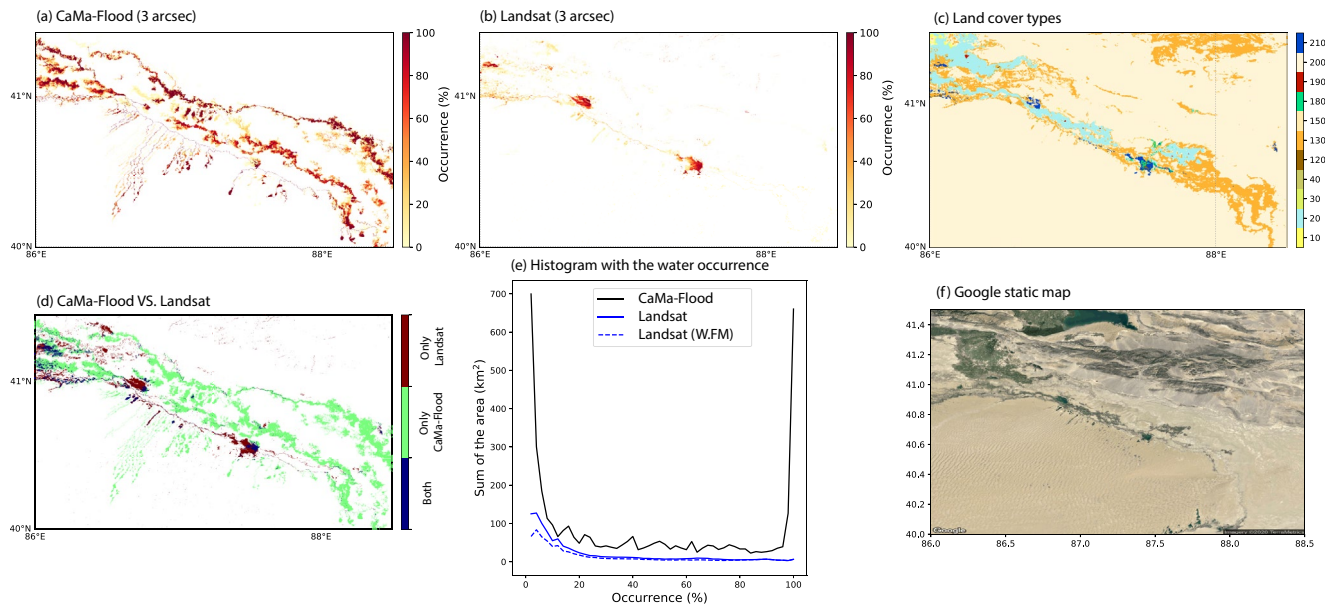 (a) CaMa-Flood (3 arcsec)
41°N
40°N
86°E
88°E
100
80
60
40
20
0
Occurrence (%)
(b) Landsat (3 arcsec)
41°N
40°N
86°E
88°E
100
80
60
40
20
0
Occurrence (%)
(c) Land cover types
41°N
40°N
86°E
88°E
210
200
190
180
150
130
120
40
30
20
10
(d) CaMa-Flood VS. Landsat
41°N
40°N
86°E
88°E
Only
Landsat
Only
CaMa-Flood
Both
(e) Histogram with the water occurrence
CaMa-Flood
Landsat
Landsat (W.FM)
Sum of the area (km²)
700
600
500
400
300
200
100
0
0
20
40
60
80
100
Occurrence (%)
(f) Google static map
41.4
41.2
41.0
40.8
40.6
40.4
40.2
40.0
86.0
86.5
87.0
87.5
88.0
88.5
Google